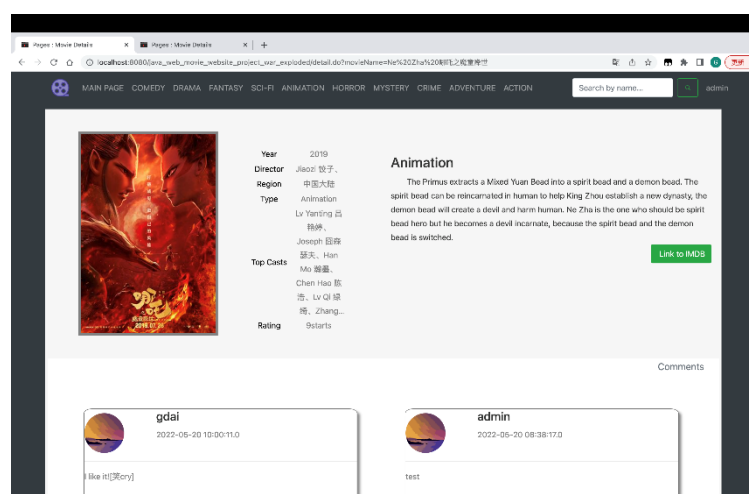 Pages : Movie Details
Pages : Movie Details
localhost:8080/java_web_movie_website_project_war_exploded/detail.do?movieName=Ne%20Zha%20哪吒之魔童降世
更新
MAIN PAGE COMEDY DRAMA FANTASY SCI-FI ANIMATION HORROR MYSTERY CRIME ADVENTURE ACTION
Search by name...
admin
Year 2019
Director Jiaozi 饺子、
Region 中国大陆
Type Animation
Top Casts
Lv Yanting 吕
艳婷、
Joseph 囧森
瑟夫、Han
Mo 瀚墨、
Chen Hao 陈
浩、Lv Qi 绿
绮、Zhang...
Rating 9starts
Animation
The Primus extracts a Mixed Yuan Bead into a spirit bead and a demon bead. The
spirit bead can be reincarnated in human to help King Zhou establish a new dynasty, the
demon bead will create a devil and harm human. Ne Zha is the one who should be spirit
bead hero but he becomes a devil incarnate, because the spirit bead and the demon
bead is switched.
Link to IMDB
哪吒
2019.07.26
Comments
gdai
2022-05-20 10:00:11.0
I like it![笑cry]
admin
2022-05-20 08:38:17.0
test